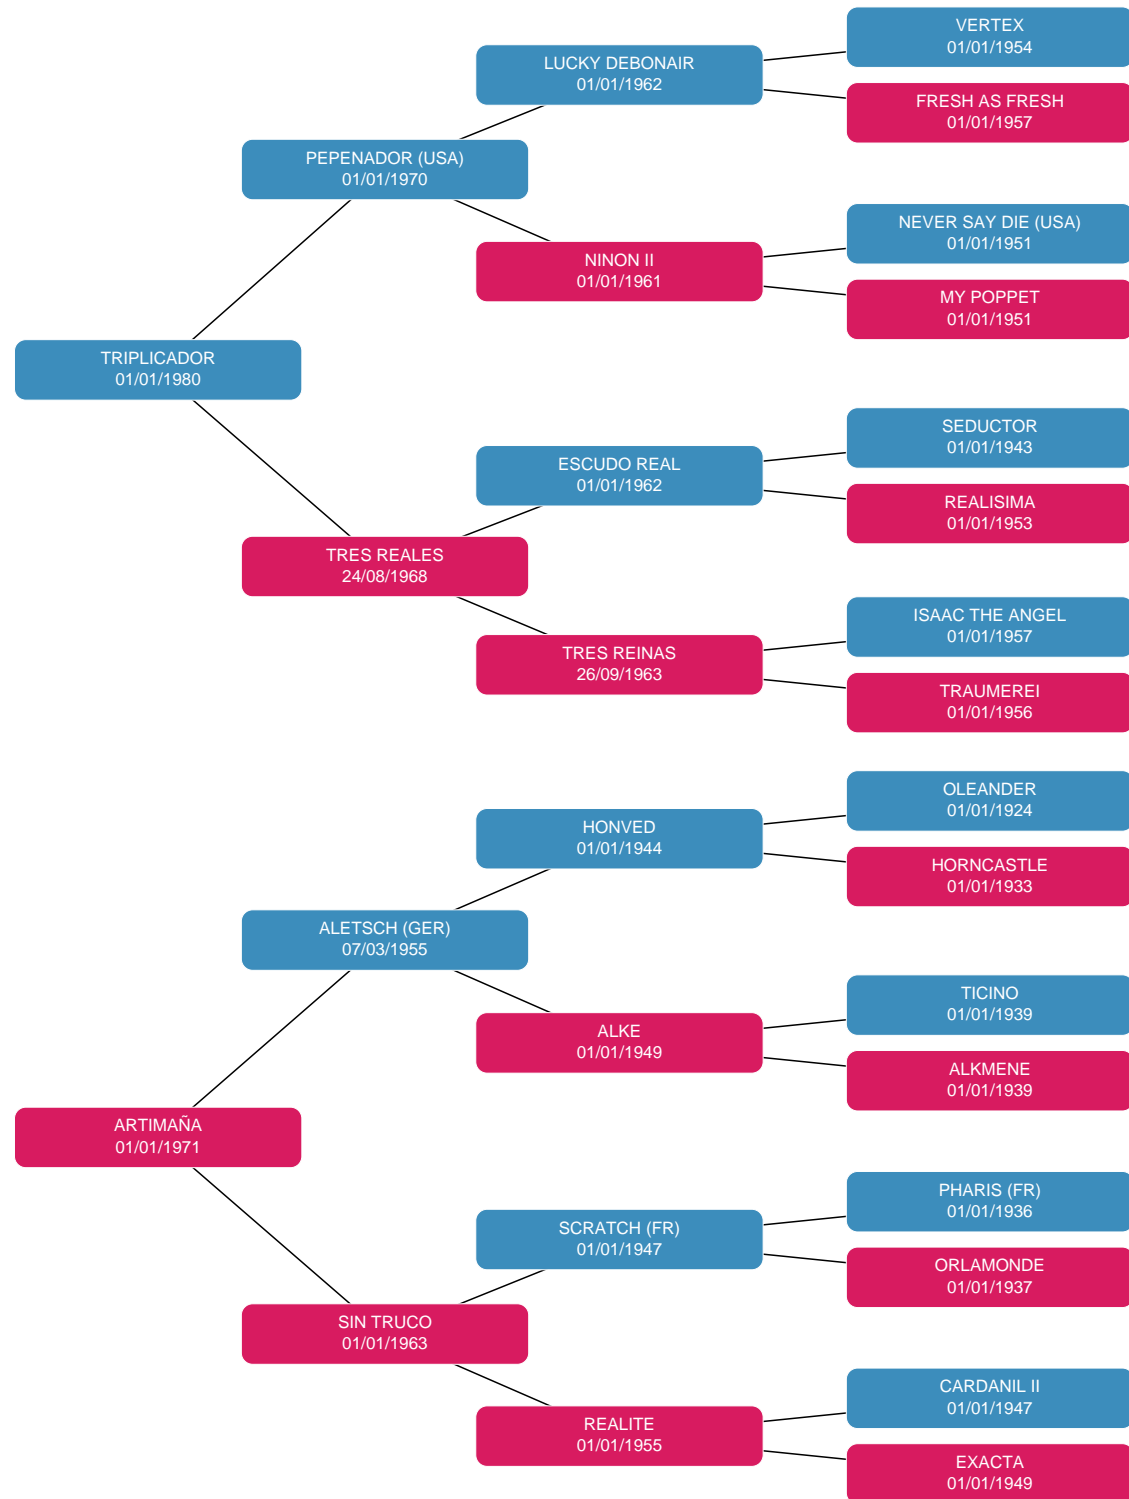 VERTEX
01/01/1954
LUCKY DEBONAIR
01/01/1962
FRESH AS FRESH
01/01/1957
PEPENADOR (USA)
01/01/1970
NEVER SAY DIE (USA)
01/01/1951
NINON II
01/01/1961
MY POPPET
01/01/1951
TRIPLICADOR
01/01/1980
SEDUCTOR
01/01/1943
ESCUDO REAL
01/01/1962
REALISIMA
01/01/1953
TRES REALES
24/08/1968
ISAAC THE ANGEL
01/01/1957
TRES REINAS
26/09/1963
TRAUMEREI
01/01/1956
OLEANDER
01/01/1924
HONVED
01/01/1944
HORNCASTLE
01/01/1933
ALETSCH (GER)
07/03/1955
TICINO
01/01/1939
ALKE
01/01/1949
ALKMENE
01/01/1939
ARTIMAÑA
01/01/1971
PHARIS (FR)
01/01/1936
SCRATCH (FR)
01/01/1947
ORLAMONDE
01/01/1937
SIN TRUCO
01/01/1963
CARDANIL II
01/01/1947
REALITE
01/01/1955
EXACTA
01/01/1949